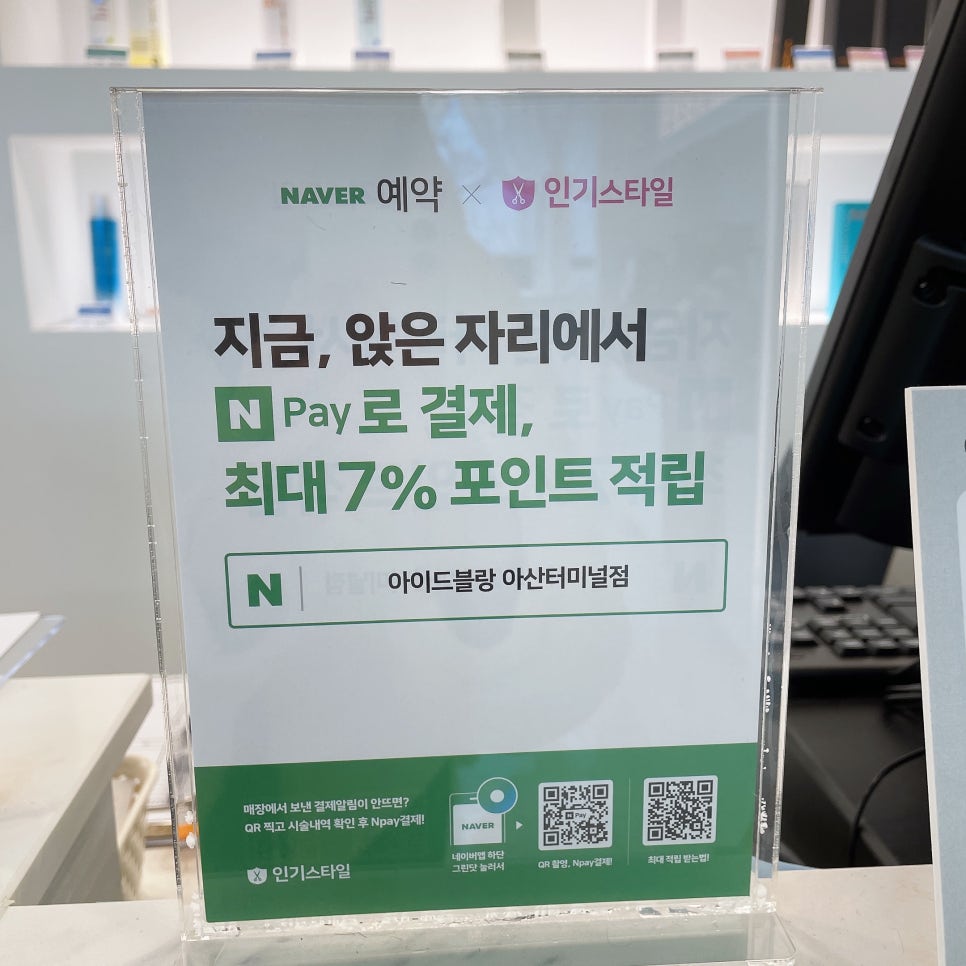 NAVER 예약 × 인기스타일
지금, 앉은 자리에서
N Pay로 결제,
최대 7% 포인트 적립
N 아이드블랑 아산터미널점
매장에서 보낸 결제알림이 안뜨면?
QR 찍고 시술내역 확인 후 Npay결제!
인기스타일
NAVER
네이버앱 하단
그린닷 눌러서
Pay
QR 촬영, Npay결제!
최대 적립 받는법!